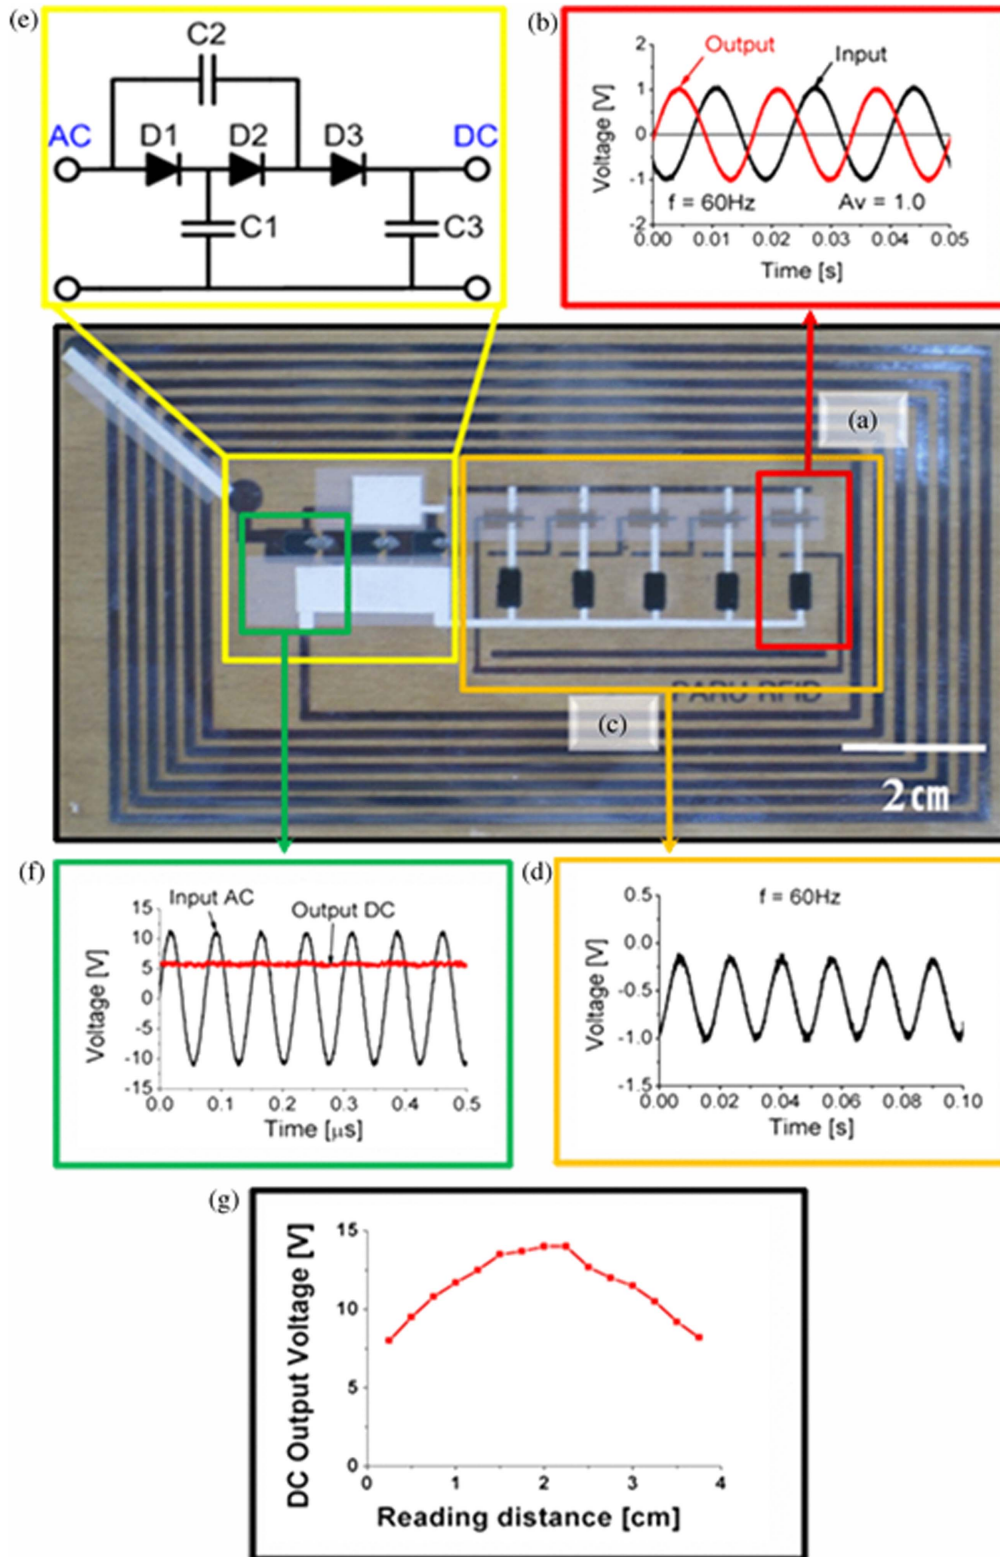 (e)
C2
AC
D1
D2
D3
DC
C1
C3
(b)
2
1
0
-1
-2
Voltage [V]
Output
Input
f = 60Hz
Av = 1.0
0.00 0.01 0.02 0.03 0.04 0.05
Time [s]
(a)
PARU RFID
(c)
2cm
(f)
Input AC
Output DC
15
10
5
0
-5
-10
-15
Voltage [V]
0.0 0.1 0.2 0.3 0.4 0.5
Time [μs]
(d)
f = 60Hz
0.5
0.0
-0.5
-1.0
-1.5
Voltage [V]
0.00 0.02 0.04 0.06 0.08 0.10
Time [s]
(g)
15
10
5
0
DC Output Voltage [V]
0 1 2 3 4
Reading distance [cm]